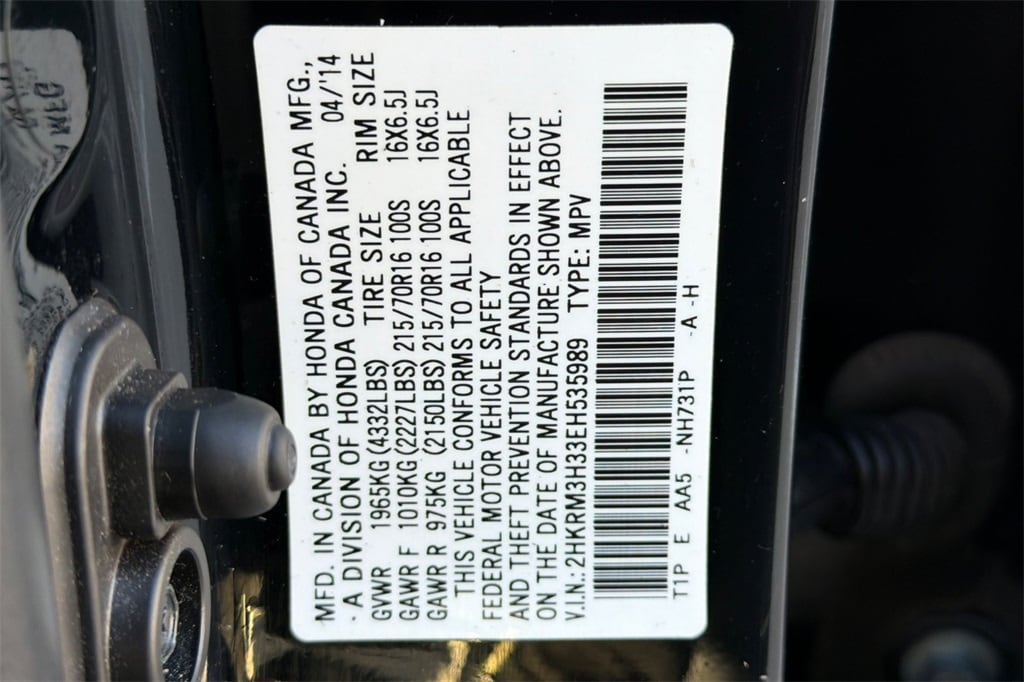 MFD. IN CANADA BY HONDA OF CANADA MFG.,
- A DIVISION OF HONDA CANADA INC. 04/'14
GVWR 1965KG(4332LBS) TIRE SIZE RIM SIZE
GAWR F 1010KG(2227LBS) 215/70R16 100S 16X6.5J
GAWR R 975KG (2150LBS) 215/70R16 100S 16X6.5J
THIS VEHICLE CONFORMS TO ALL APPLICABLE
FEDERAL MOTOR VEHICLE SAFETY
AND THEFT PREVENTION STANDARDS IN EFFECT
ON THE DATE OF MANUFACTURE SHOWN ABOVE.
V.I.N.: 2HKRM3H33EH535989 TYPE: MPV
T1P E AA5 -NH731P -A -H